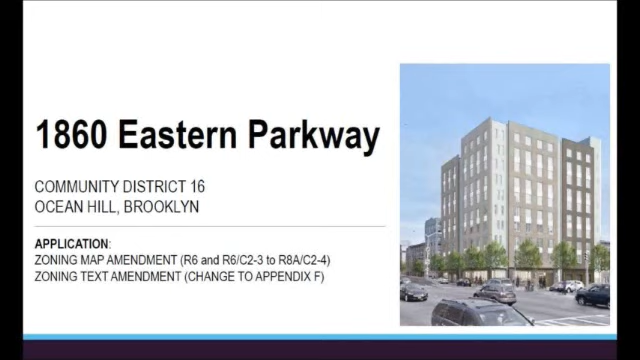 1860 Eastern Parkway
COMMUNITY DISTRICT 16
OCEAN HILL, BROOKLYN
APPLICATION:
ZONING MAP AMENDMENT (R6 and R6/C2-3 to R8A/C2-4)
ZONING TEXT AMENDMENT (CHANGE TO APPENDIX F)